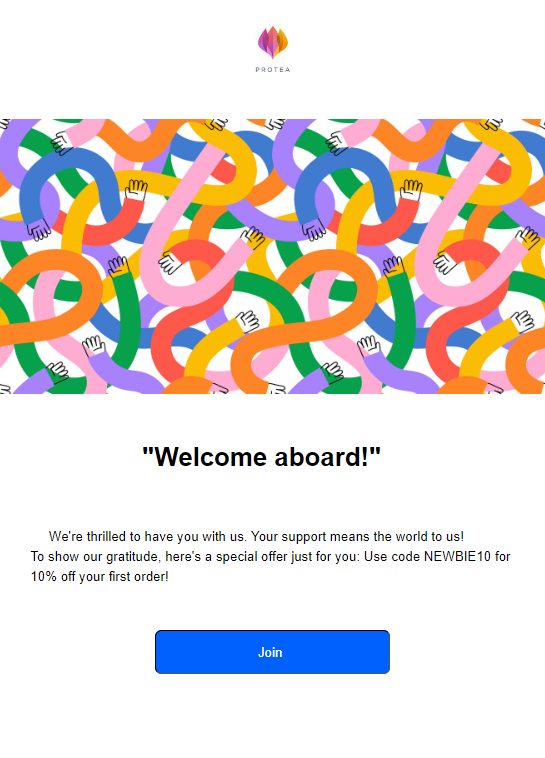 PROTEA
"Welcome aboard!"
We're thrilled to have you with us. Your support means the world to us!
To show our gratitude, here's a special offer just for you: Use code NEWBIE10 for
10% off your first order!
Join